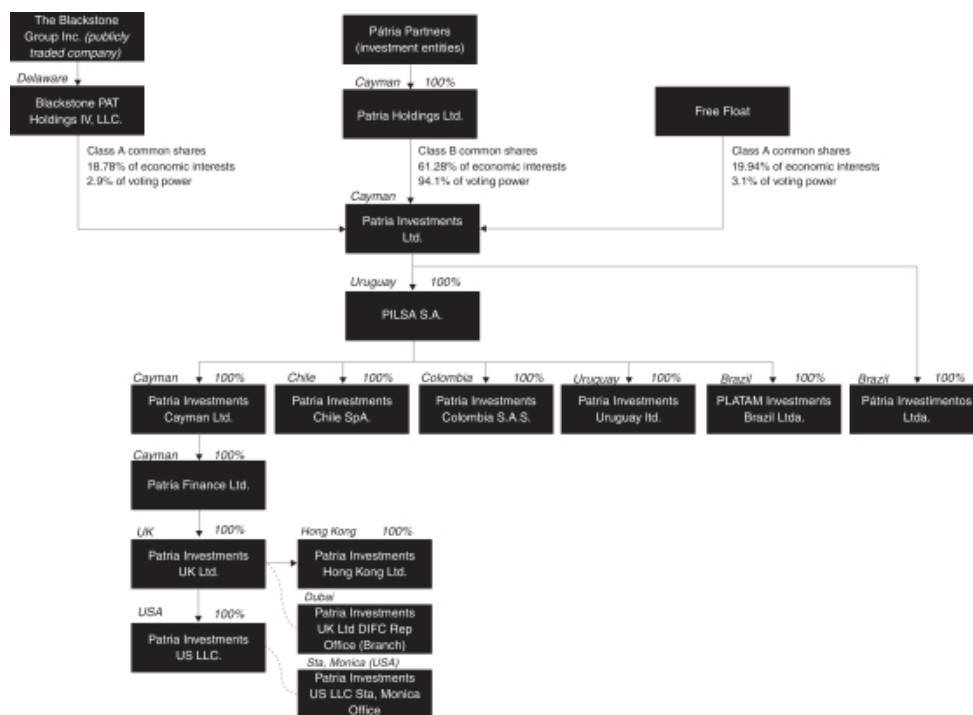 The Blackstone
Group Inc. (publicly
traded company)
Pátria Partners
(investment entities)
Delaware
Cayman 100%
Blackstone PAT
Holdings IV, LLC.
Patria Holdings Ltd.
Free Float
Class A common shares
18.78% of economic interests
2.9% of voting power
Class B common shares
61.28% of economic interests
94.1% of voting power
Class A common shares
19.94% of economic interests
3.1% of voting power
Cayman
Patria Investments
Ltd.
Uruguay 100%
PILSA S.A.
Cayman 100%
Chile 100%
Colombia 100%
Uruguay 100%
Brazil 100%
Brazil 100%
Patria Investments
Cayman Ltd.
Patria Investments
Chile SpA.
Patria Investments
Colombia S.A.S.
Patria Investments
Uruguay ltd.
PLATAM Investments
Brazil Ltda.
Pátria Investimentos
Ltda.
Cayman 100%
Patria Finance Ltd.
UK 100%
Hong Kong 100%
Patria Investments
UK Ltd.
Patria Investments
Hong Kong Ltd.
Dubai
USA 100%
Patria Investments
UK Ltd DIFC Rep
Office (Branch)
Patria Investments
US LLC.
Sta, Monica (USA)
Patria Investments
US LLC Sta, Monica
Office